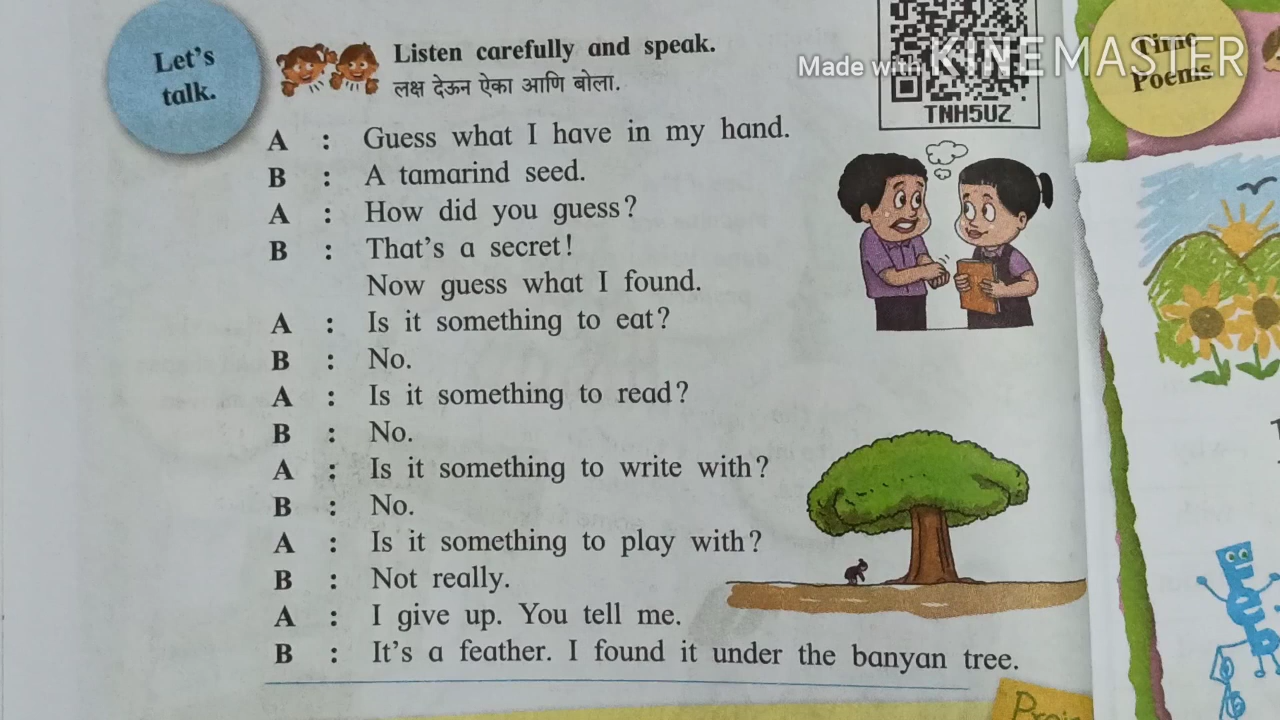 Let's
talk.
Listen carefully and speak.
लक्ष देऊन ऐका आणि बोला.
Made with KINEMASTER
TNH5UZ
Time
Poems
A : Guess what I have in my hand.
B : A tamarind seed.
A : How did you guess?
B : That's a secret!
Now guess what I found.
A : Is it something to eat?
B : No.
A : Is it something to read?
B : No.
A : Is it something to write with?
B : No.
A : Is it something to play with?
B : Not really.
A : I give up. You tell me.
B : It's a feather. I found it under the banyan tree.